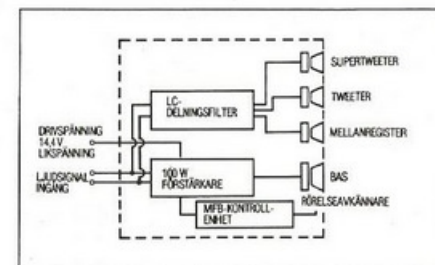 SUPERTWEETER
LC-
DELNINGSFILTER
TWEETER
MELLANREGISTER
DRIVSPÄNNING
14,4 V
LIKSPÄNNING
LJUDSIGNAL
INGÅNG
100 W
FÖRSTÄRKARE
BAS
RÖRELSEAVKÄNNARE
MFB-KONTROLL-
ENHET